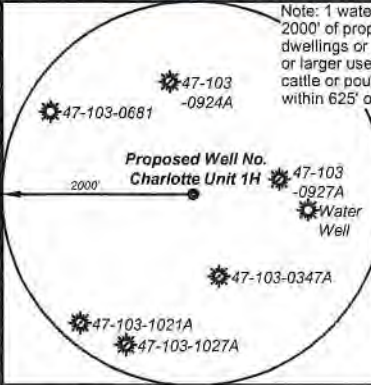 Note: 1 wate
2000' of prop
dwellings or
or larger use
cattle or pou
within 625' o
47-103
-0924A
47-103-0681
Proposed Well No.
Charlotte Unit 1H
2000'
47-103
-0927A
Water
Well
47-103-0347A
47-103-1021A
47-103-1027A